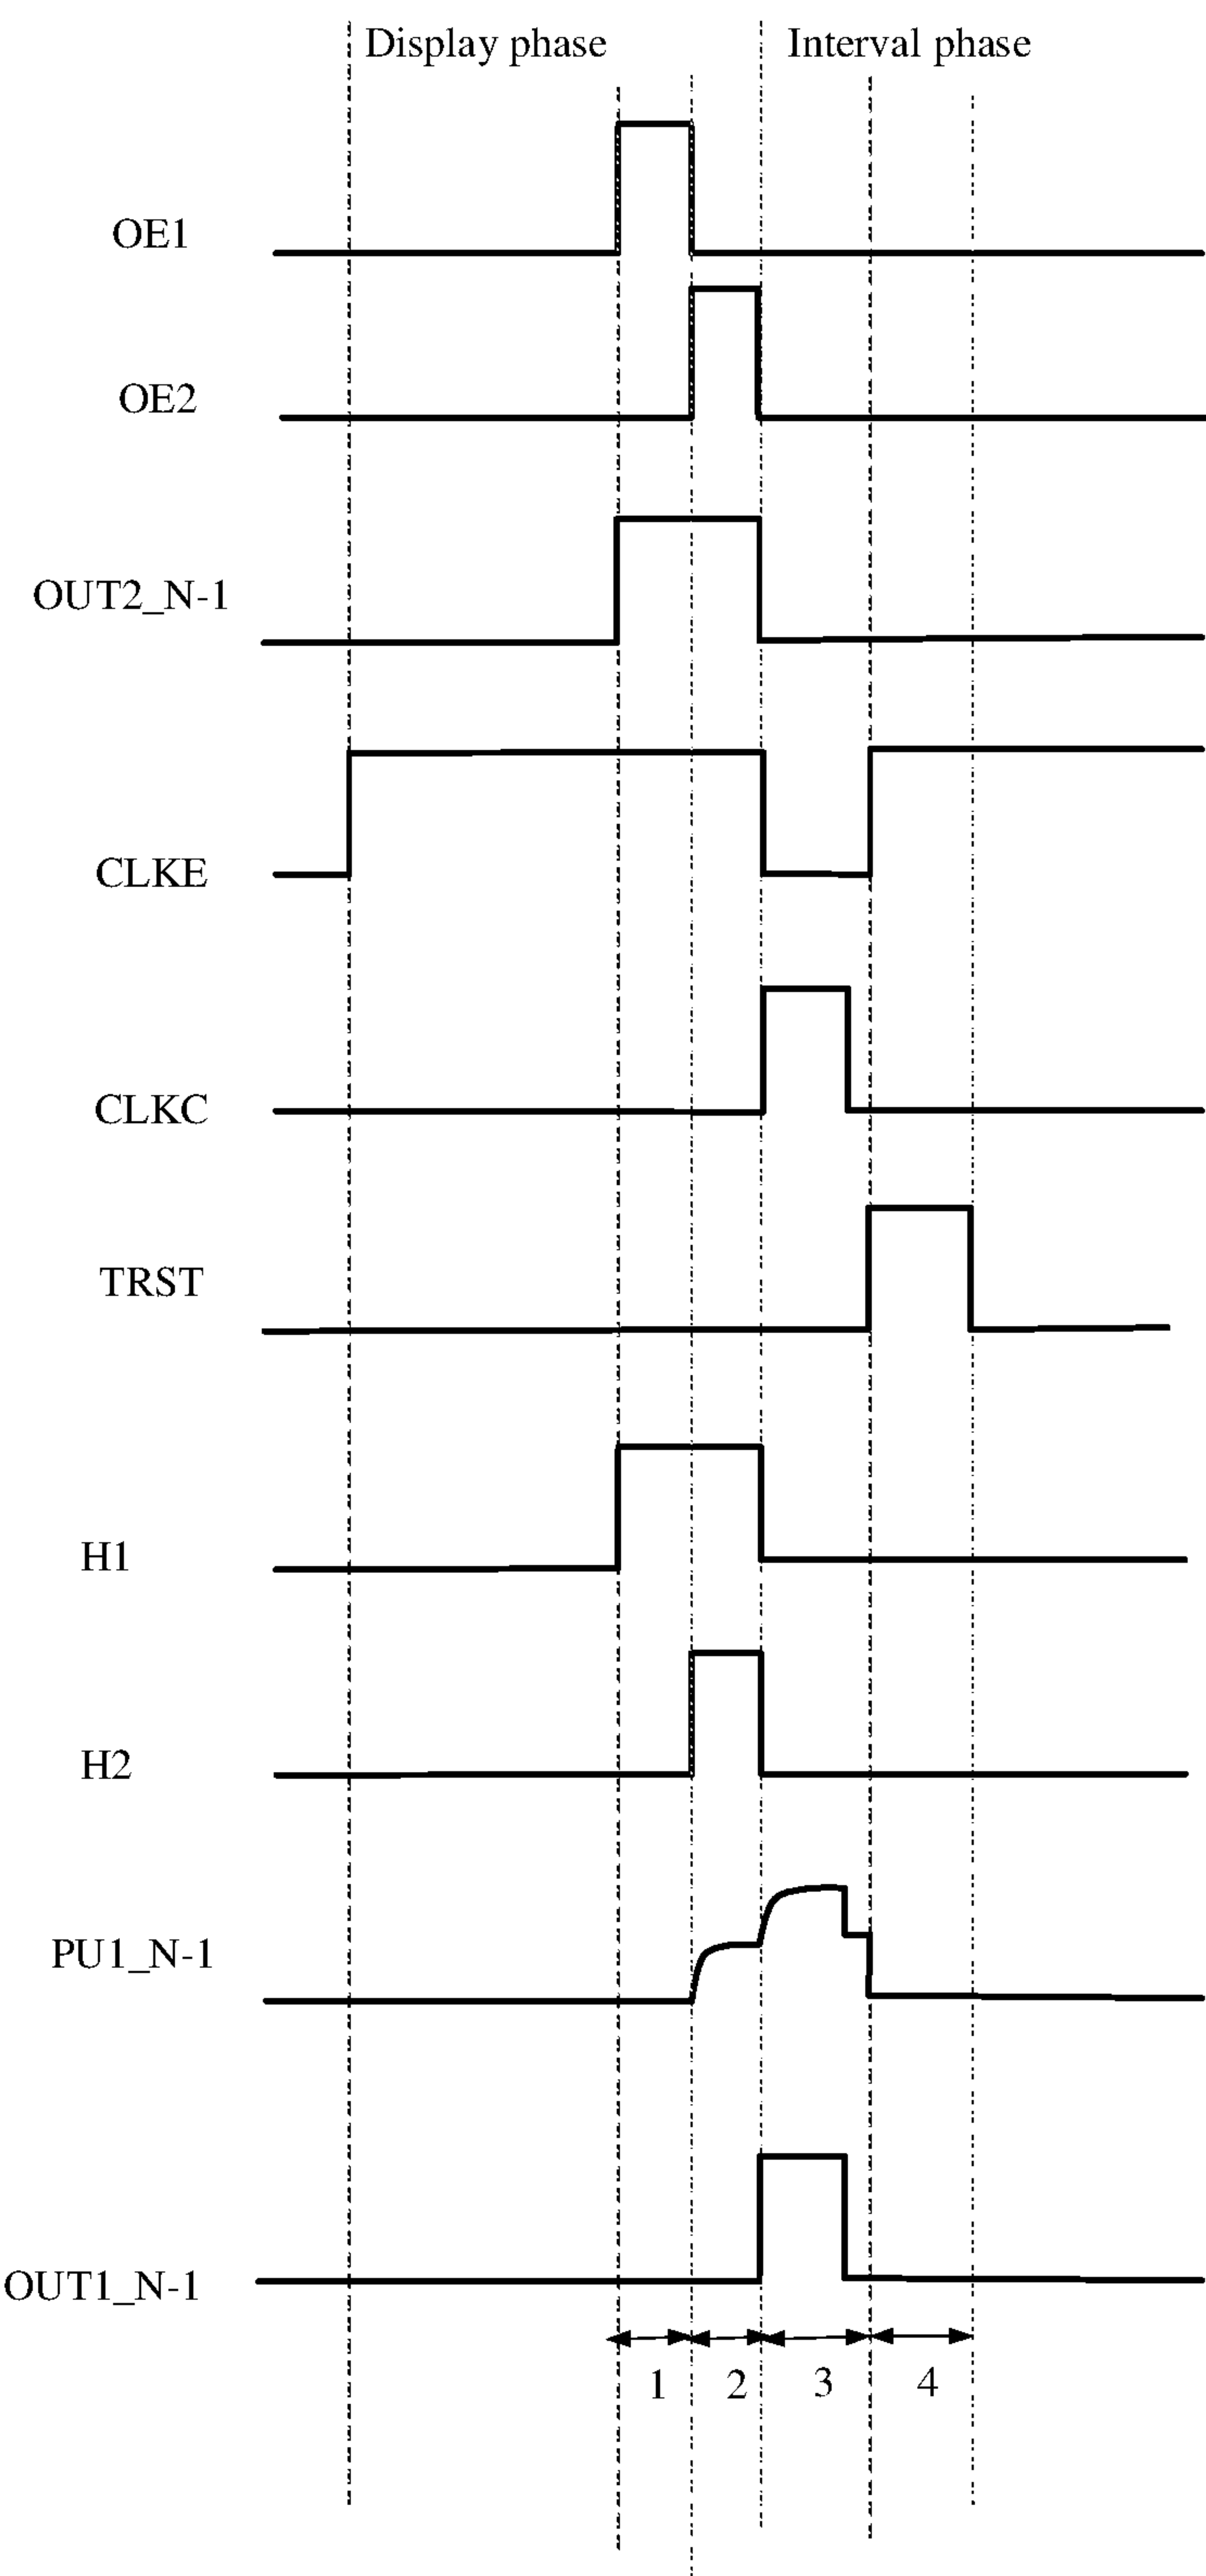 Display phase
Interval phase
OE1
OE2
OUT2_N-1
CLKE
CLKC
TRST
H1
H2
PU1_N-1
OUT1_N-1
1 2 3 4